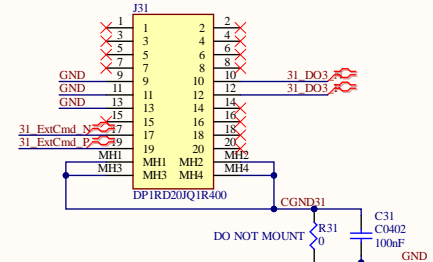 J31
1 1 2 2
3 3 4 4
5 5 6 6
7 7 8 8
GND 9 9 10 10 31_DO3_
GND 11 11 12 12 31_DO3_
GND 13 13 14 14
15 15 16 16
31_ExtCmd_N 17 17 18 18
31_ExtCmd_P 19 19 20 20
MH1 MH1 MH2 MH2
MH3 MH3 MH4 MH4
DP1RD20JQ1R400
CGND31
DO NOT MOUNT
R31
0
C31
C0402
100nF
GND